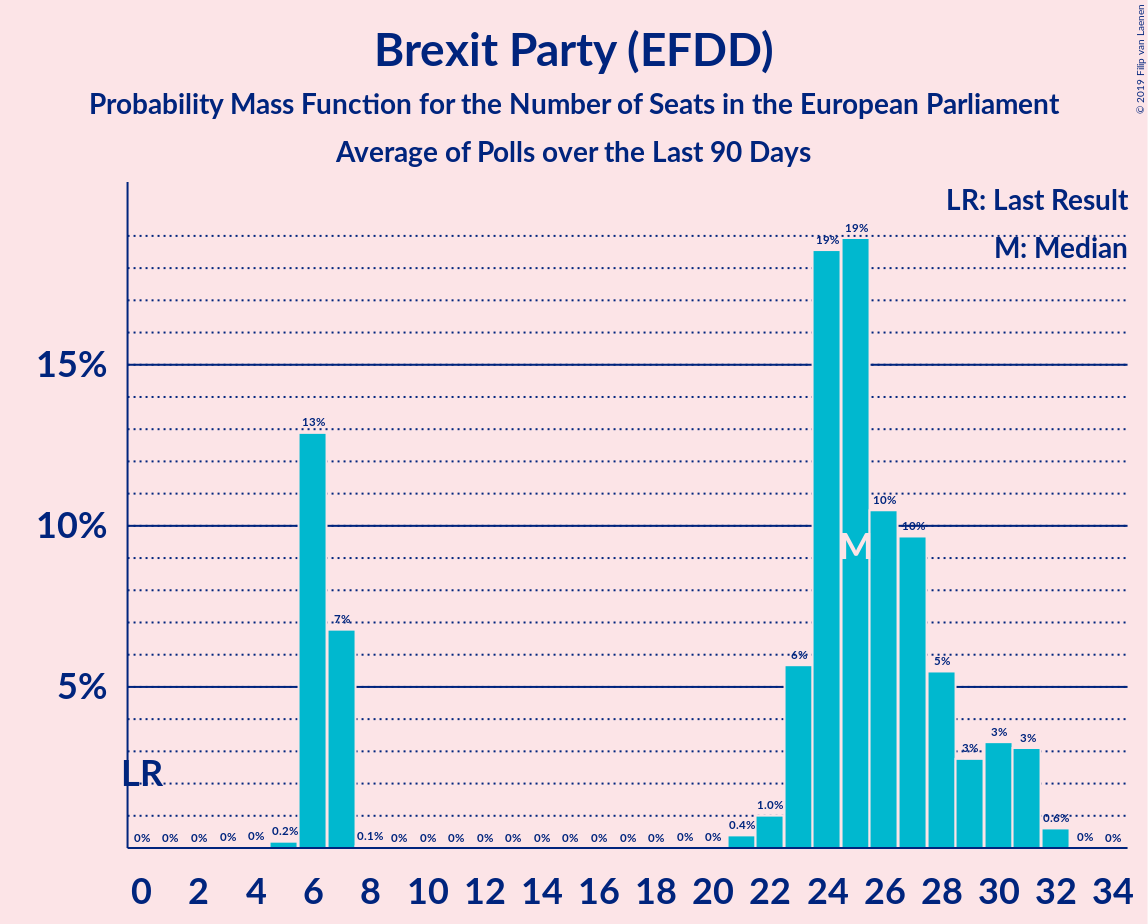 Brexit Party (EFDD)
Probability Mass Function for the Number of Seats in the European Parliament
Average of Polls over the Last 90 Days
© 2019 Filip van Laenen
LR: Last Result
M: Median
15%
10%
5%
LR
M
0% 0% 0% 0% 0% 0.2% 13% 7% 0.1% 0% 0% 0% 0% 0% 0% 0% 0% 0% 0% 0% 0% 0.4% 1.0% 6% 19% 19% 10% 10% 5% 3% 3% 3% 0.6% 0% 0%
0 2 4 6 8 10 12 14 16 18 20 22 24 26 28 30 32 34